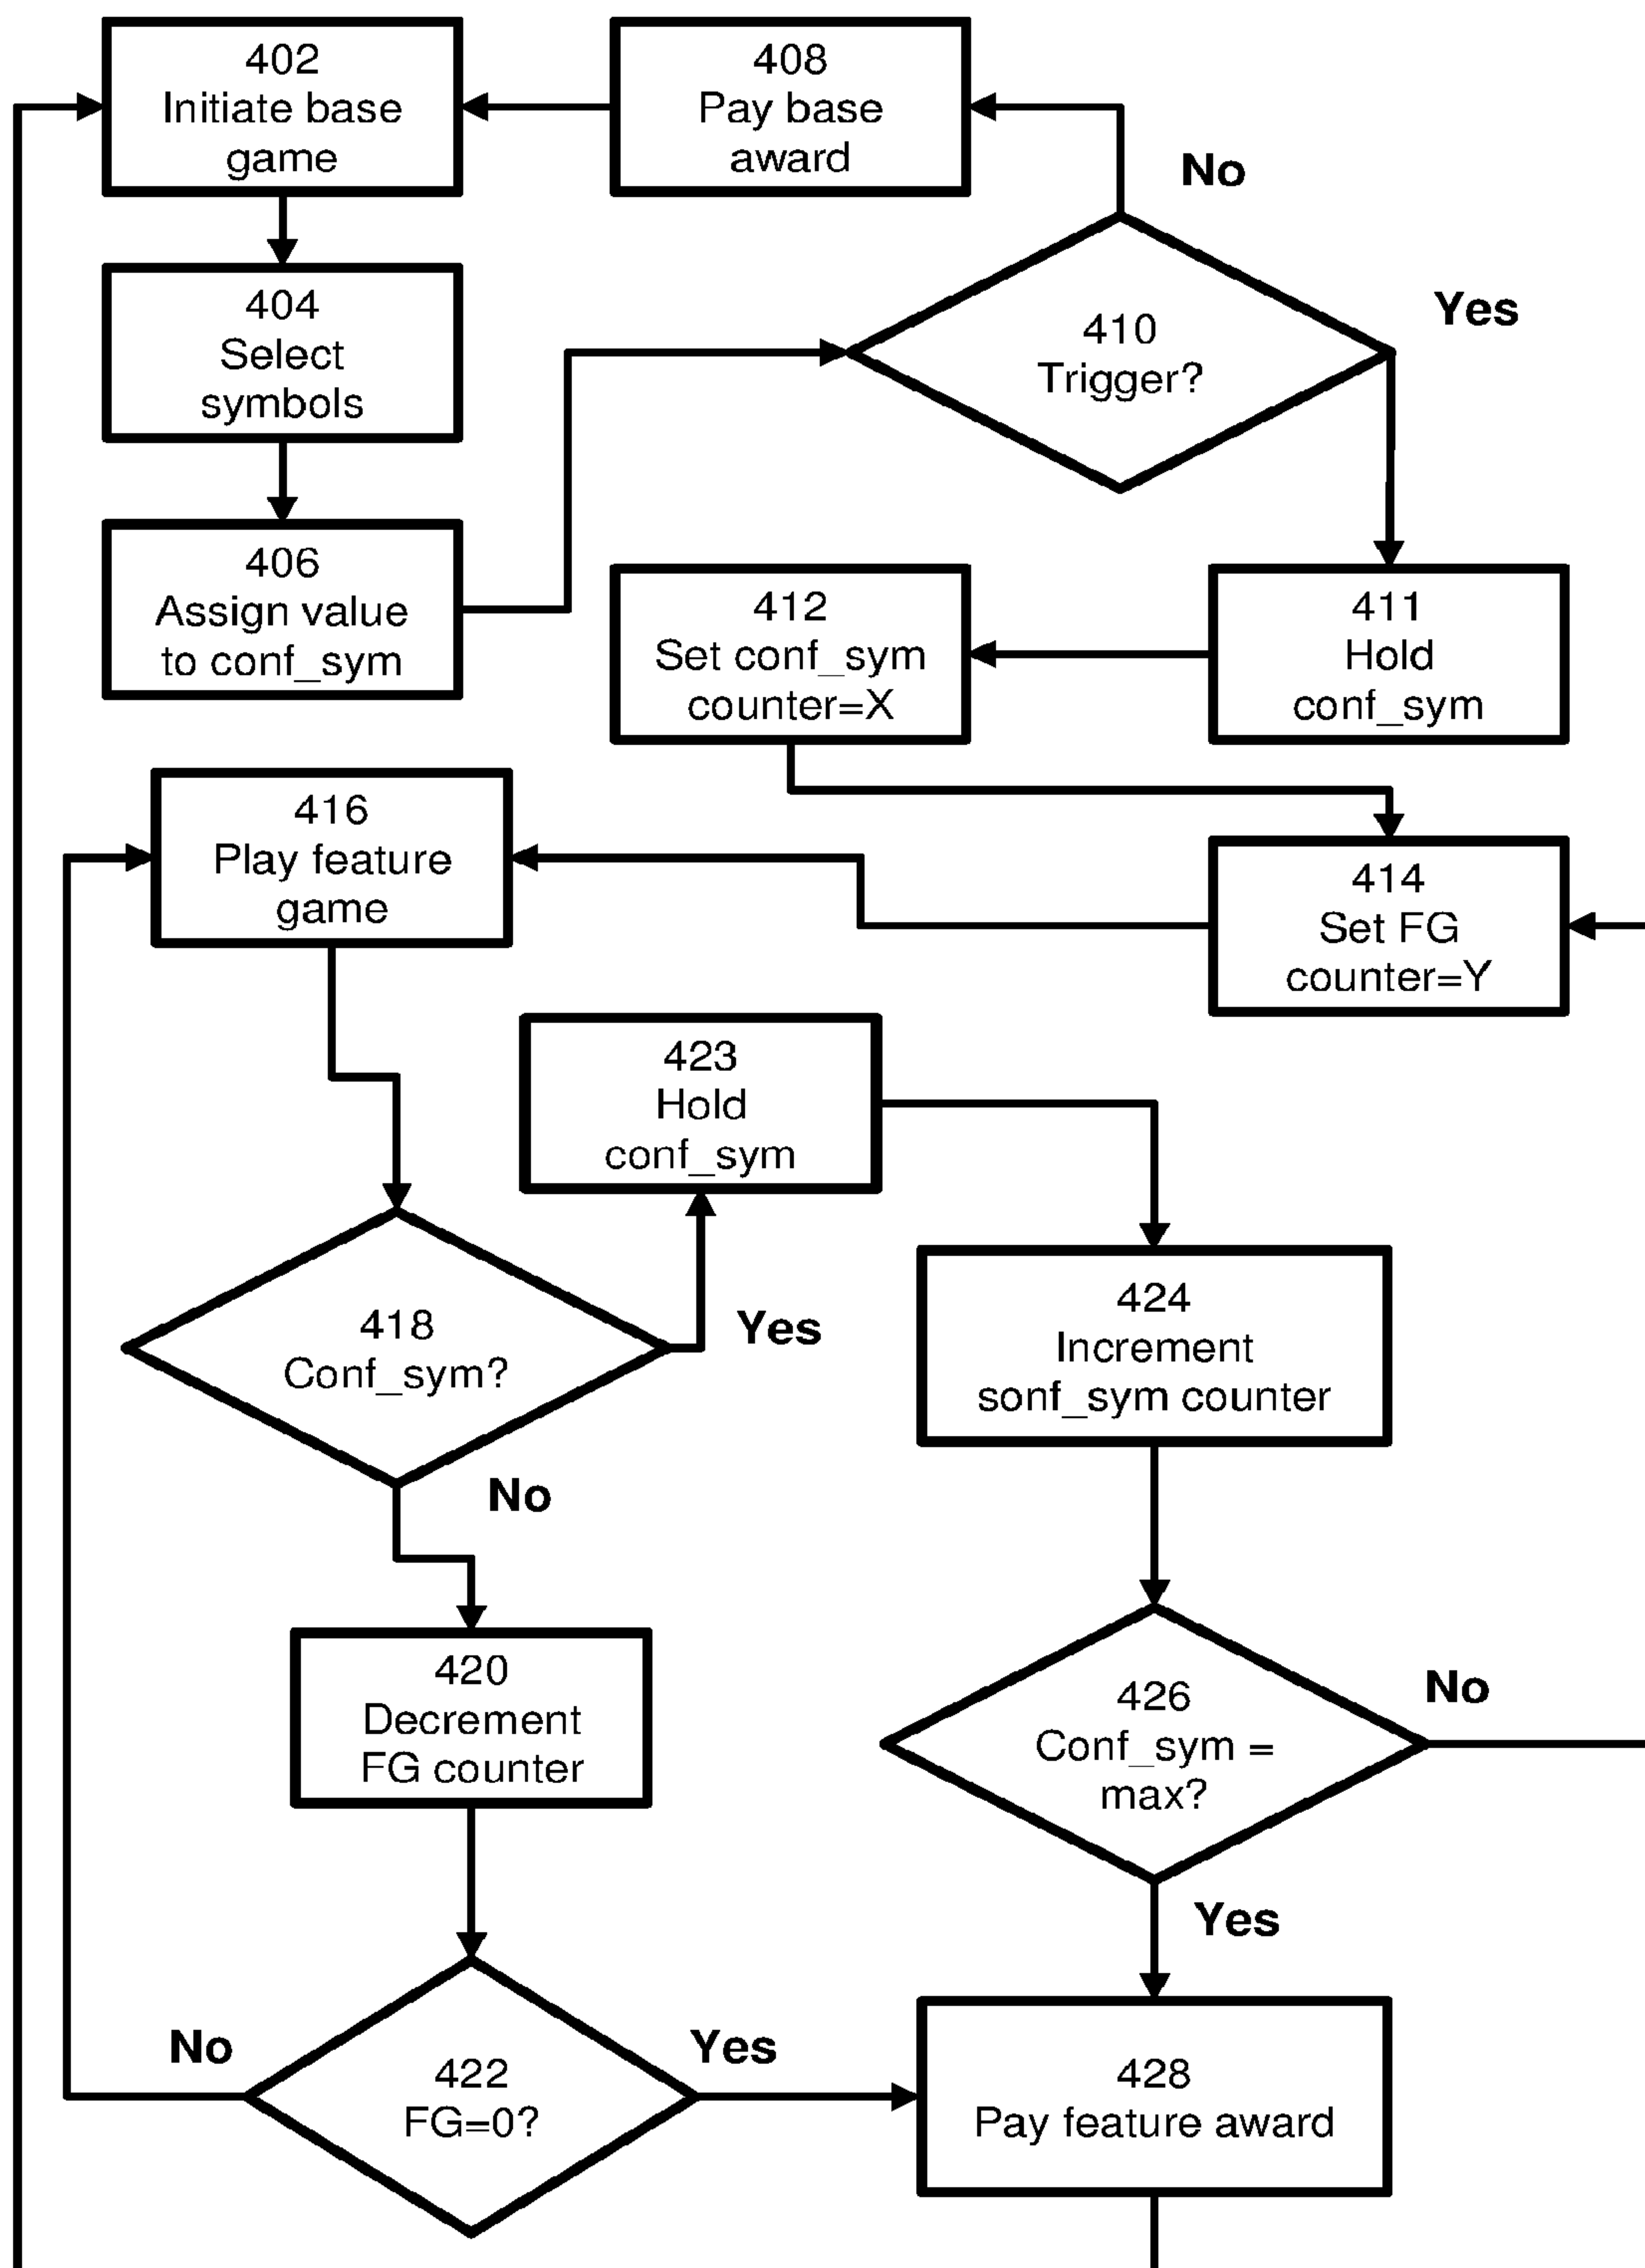 402
Initiate base
game
408
Pay base
award
No
404
Select
symbols
410
Trigger?
Yes
406
Assign value
to conf_sym
412
Set conf_sym
counter=X
411
Hold
conf_sym
416
Play feature
game
414
Set FG
counter=Y
423
Hold
conf_sym
418
Conf_sym?
Yes
No
424
Increment
sonf_sym counter
420
Decrement
FG counter
426
Conf_sym =
max?
No
Yes
422
FG=0?
No
Yes
428
Pay feature award